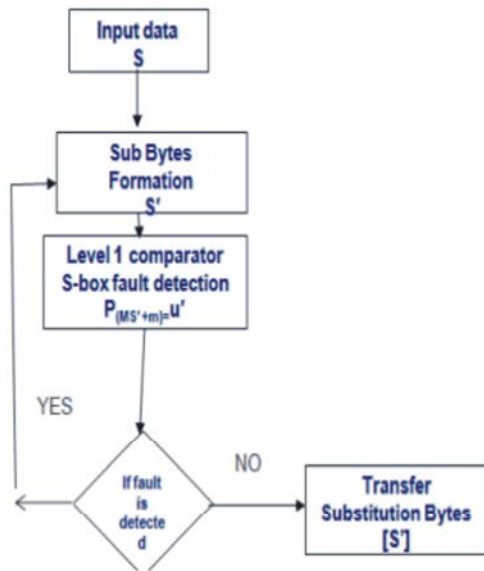 Input data
S
Sub Bytes
Formation
S'
Level 1 comparator
S-box fault detection
P(MS'+m)=u'
YES
NO
If fault
is
detecte
d
Transfer
Substitution Bytes
[S']